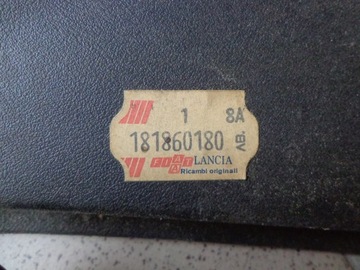 1 8A
181860180 AB.
FIAT LANCIA
Ricambi originali